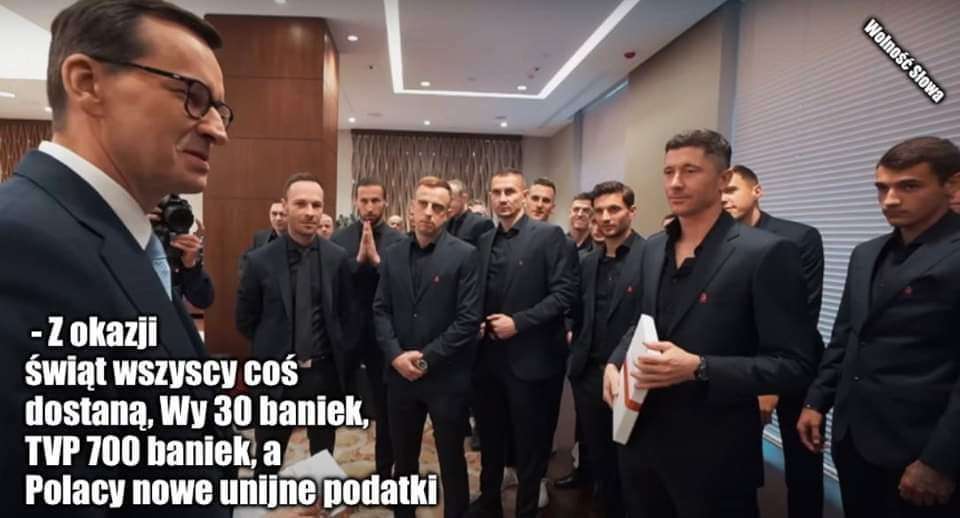 Wolność Słowa
- Z okazji
świąt wszyscy coś
dostaną, Wy 30 baniek,
TVP 700 baniek, a
Polacy nowe unijne podatki